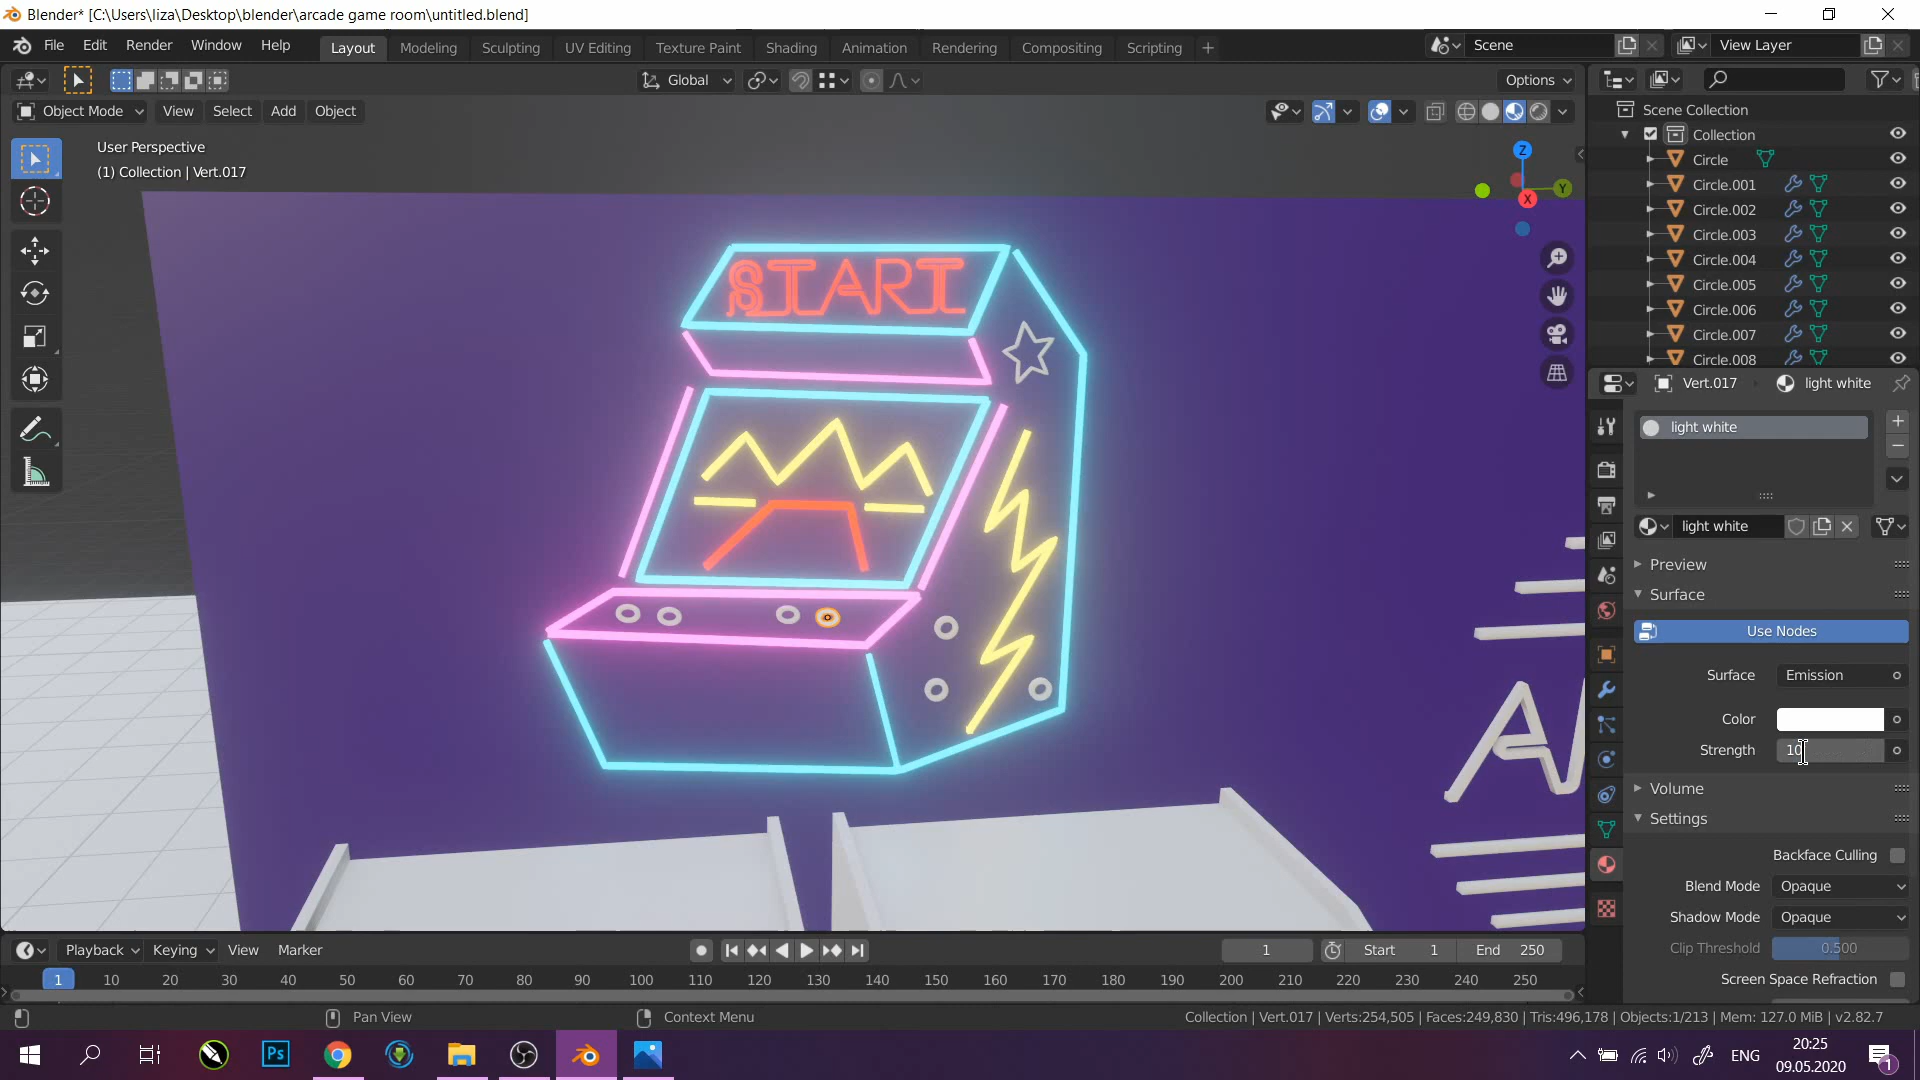 Blender* [C:\Users\liza\Desktop\blender\arcade game room\untitled.blend]
File Edit Render Window Help Layout Modeling Sculpting UV Editing Texture Paint Shading Animation Rendering Compositing Scripting + Scene View Layer
Global Options
Object Mode View Select Add Object
User Perspective
(1) Collection | Vert.017
Z
Y
X
START
Scene Collection
Collection
Circle
Circle.001
Circle.002
Circle.003
Circle.004
Circle.005
Circle.006
Circle.007
Circle.008
Vert.017 light white
light white
light white
Preview
Surface
Use Nodes
Surface Emission
Color
Strength 10
Volume
Settings
Backface Culling
Blend Mode Opaque
Shadow Mode Opaque
Clip Threshold 0.500
Screen Space Refraction
Playback Keying View Marker 1 Start 1 End 250
1 10 20 30 40 50 60 70 80 90 100 110 120 130 140 150 160 170 180 190 200 210 220 230 240 250
Pan View Context Menu Collection | Vert.017 | Verts:254,505 | Faces:249,830 | Tris:496,178 | Objects:1/213 | Mem: 127.0 MiB | v2.82.7
Ps ENG 20:25
09.05.2020
1